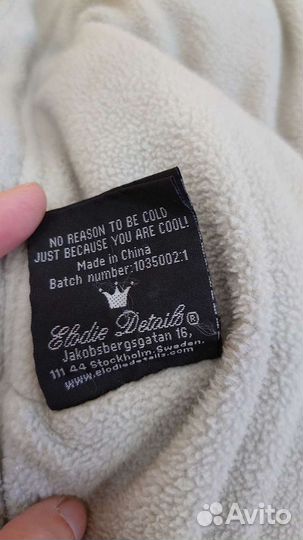 NO REASON TO BE COLD
JUST BECAUSE YOU ARE COOL!
Made in China
Batch number:1035002:1
Elodie Details®
Jakobsbergsgatan 16,
111 44 Stockholm, Sweden.
www.elodiedetails.com
Avito